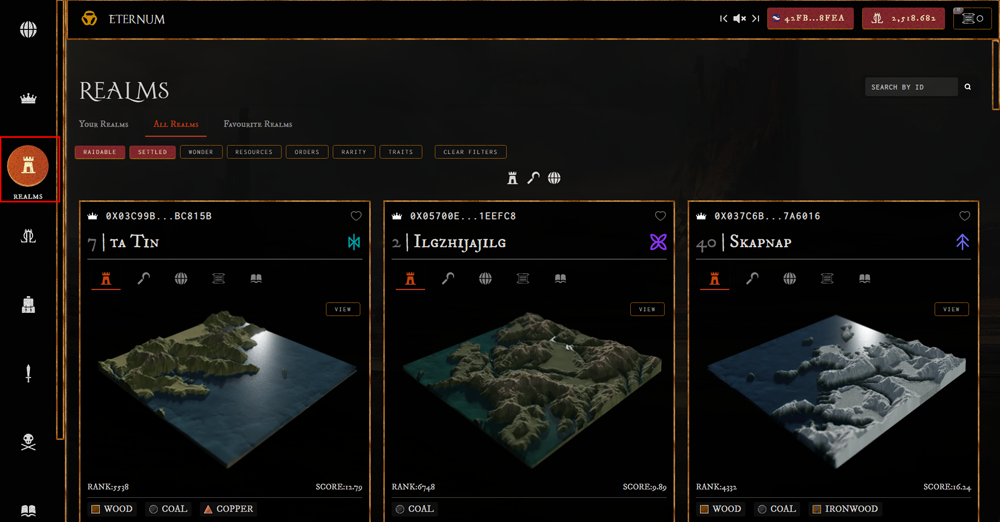 ETERNUM
42FB...8FEA
2,518.682
0
REALMS
SEARCH BY ID
Your Realms All Realms Favourite Realms
RAIDABLE SETTLED WONDER RESOURCES ORDERS RARITY TRAITS CLEAR FILTERS
REALMS
0X03C99B...BC815B
7 | ta Tin
VIEW
RANK:5538 SCORE:12.79
WOOD COAL COPPER
0X05700E...1EEFC8
2 | Ilgzhijajilg
VIEW
RANK:6748 SCORE:9.89
COAL
0X037C6B...7A6016
40 | Skapnap
VIEW
RANK:4332 SCORE:16.24
WOOD COAL IRONWOOD